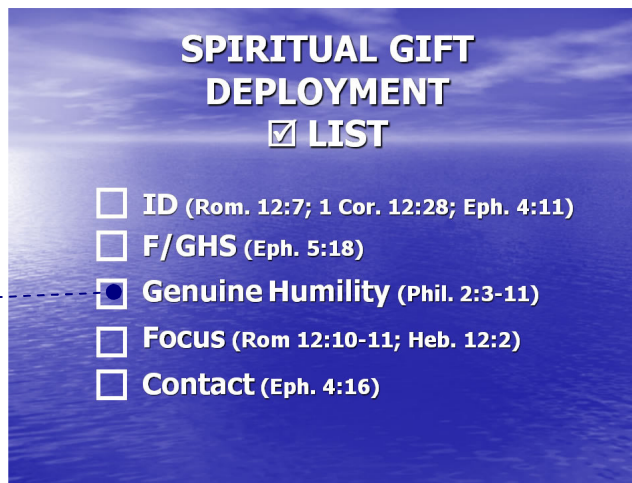 SPIRITUAL GIFT
DEPLOYMENT
☑ LIST
ID (Rom. 12:7; 1 Cor. 12:28; Eph. 4:11)
F/GHS (Eph. 5:18)
Genuine Humility (Phil. 2:3-11)
Focus (Rom 12:10-11; Heb. 12:2)
Contact (Eph. 4:16)